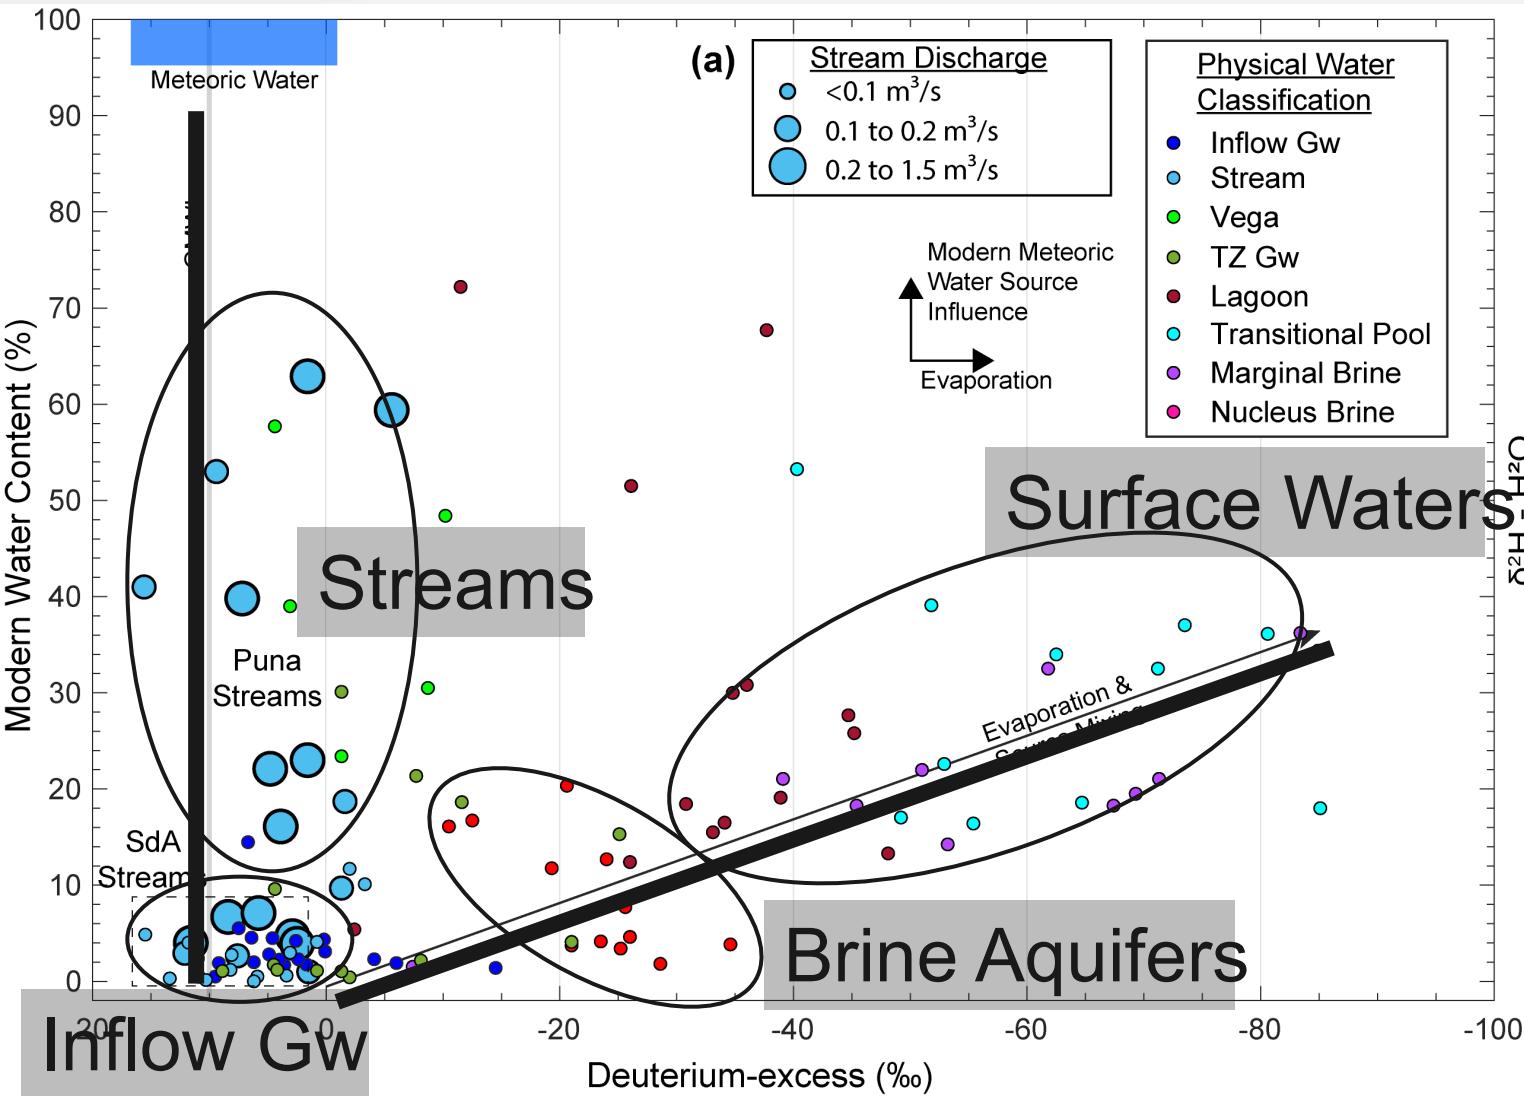 100
90
80
70
60
50
40
30
20
10
0
Modern Water Content (%)
Meteoric Water
(a)
Stream Discharge
<0.1 m³/s
0.1 to 0.2 m³/s
0.2 to 1.5 m³/s
Physical Water
Classification
Inflow Gw
Stream
Vega
TZ Gw
Lagoon
Transitional Pool
Marginal Brine
Nucleus Brine
Modern Meteoric
Water Source
Influence
Evaporation
Surface Waters
Streams
Puna
Streams
SdA
Streams
Evaporation &
Brine Aquifers
Inflow Gw
20
0
-20
-40
-60
-80
-100
Deuterium-excess (‰)